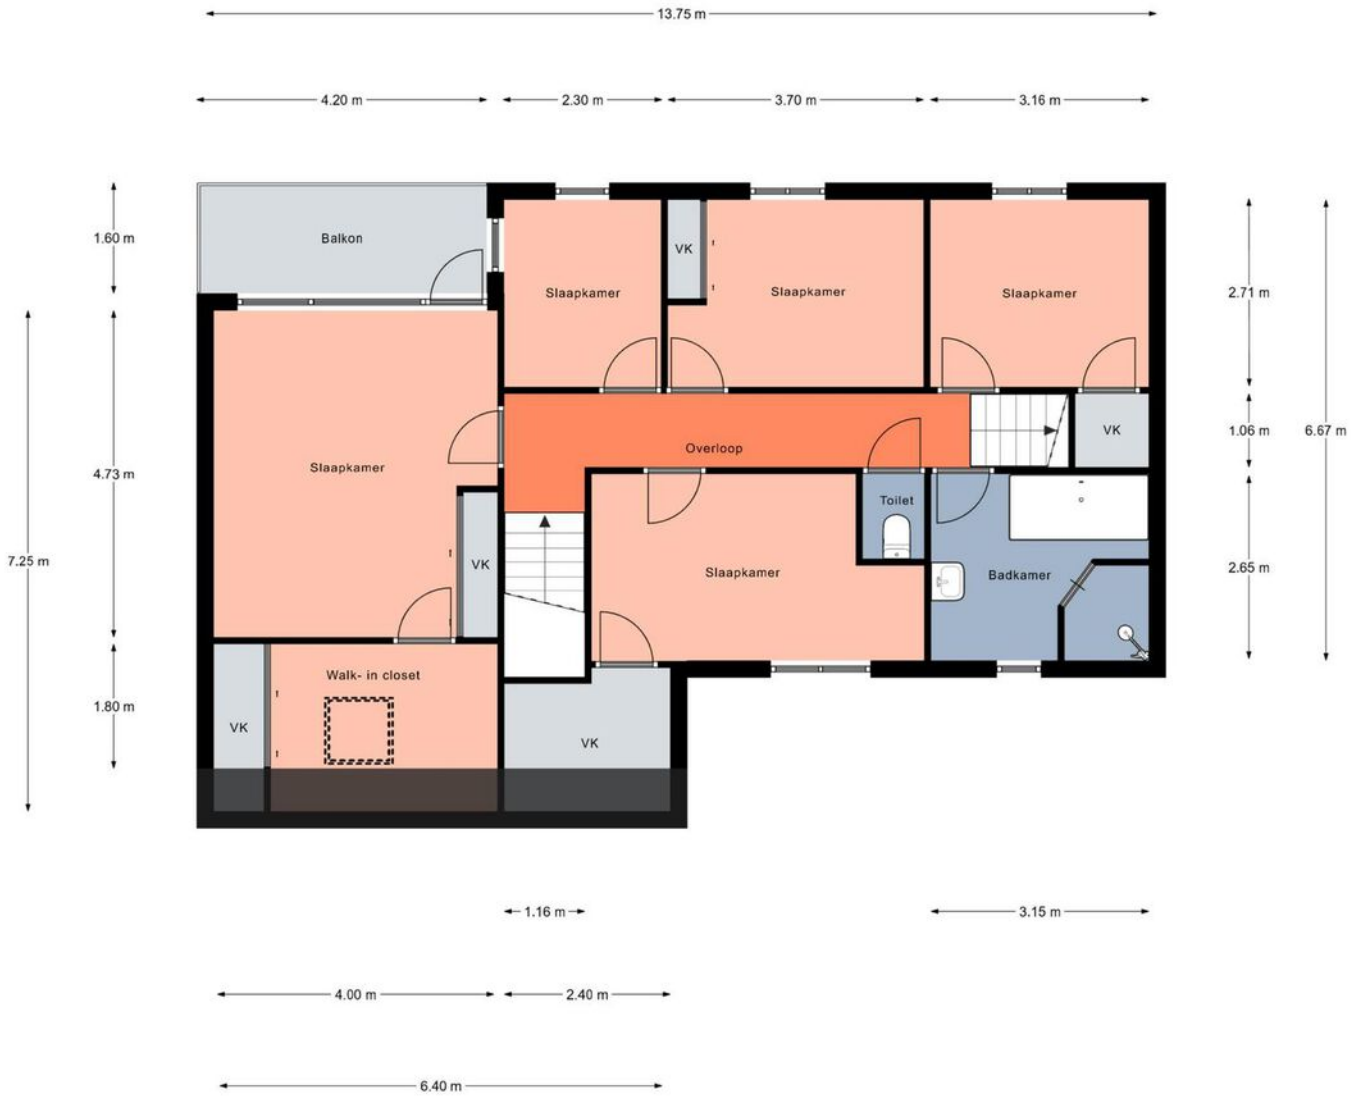 13.75 m
4.20 m
2.30 m
3.70 m
3.16 m
1.60 m
Balkon
VK
Slaapkamer
Slaapkamer
Slaapkamer
2.71 m
Slaapkamer
4.73 m
Overloop
VK
1.06 m
6.67 m
7.25 m
VK
Slaapkamer
Toilet
Badkamer
2.65 m
1.80 m
VK
Walk- in closet
VK
1.16 m
3.15 m
4.00 m
2.40 m
6.40 m